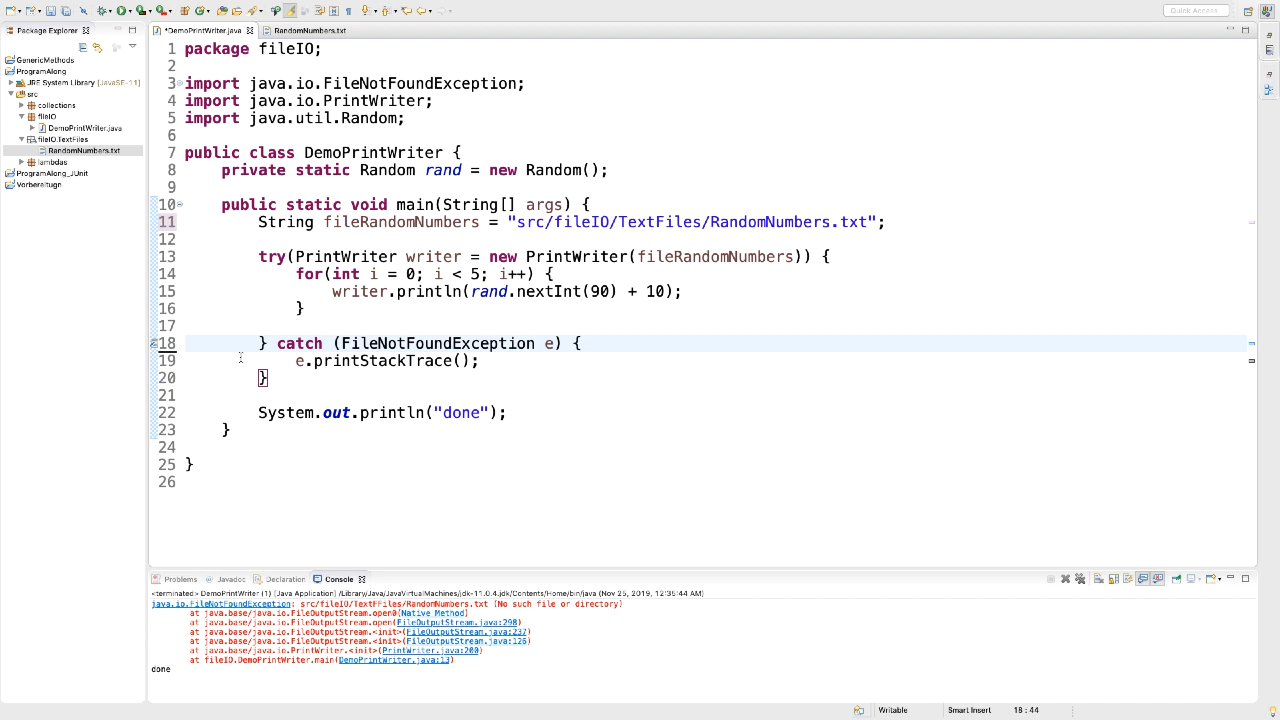 Quick Access
Package Explorer
*DemoPrintWriter.java
RandomNumbers.txt
GenericMethods
ProgramAlong
JRE System Library [JavaSE-11]
src
collections
fileIO
DemoPrintWriter.java
fileIO.TextFiles
RandomNumbers.txt
lambdas
ProgramAlong_JUnit
Vorbereitugn
1 package fileIO;
2
3 import java.io.FileNotFoundException;
4 import java.io.PrintWriter;
5 import java.util.Random;
6
7 public class DemoPrintWriter {
8 private static Random rand = new Random();
9
10 public static void main(String[] args) {
11 String fileRandomNumbers = "src/fileIO/TextFiles/RandomNumbers.txt";
12
13 try(PrintWriter writer = new PrintWriter(fileRandomNumbers)) {
14 for(int i = 0; i < 5; i++) {
15 writer.println(rand.nextInt(90) + 10);
16 }
17
18 } catch (FileNotFoundException e) {
19 e.printStackTrace();
20 }
21
22 System.out.println("done");
23 }
24
25 }
26
Problems Javadoc Declaration Console
<terminated> DemoPrintWriter (1) [Java Application] /Library/Java/JavaVirtualMachines/jdk-11.0.4.jdk/Contents/Home/bin/java (Nov 25, 2019, 12:35:44 AM)
java.io.FileNotFoundException: src/fileIO/TextFFiles/RandomNumbers.txt (No such file or directory)
at java.base/java.io.FileOutputStream.open0(Native Method)
at java.base/java.io.FileOutputStream.open(FileOutputStream.java:298)
at java.base/java.io.FileOutputStream.<init>(FileOutputStream.java:237)
at java.base/java.io.FileOutputStream.<init>(FileOutputStream.java:126)
at java.base/java.io.PrintWriter.<init>(PrintWriter.java:200)
at fileIO.DemoPrintWriter.main(DemoPrintWriter.java:13)
done
Writable Smart Insert 18 : 44